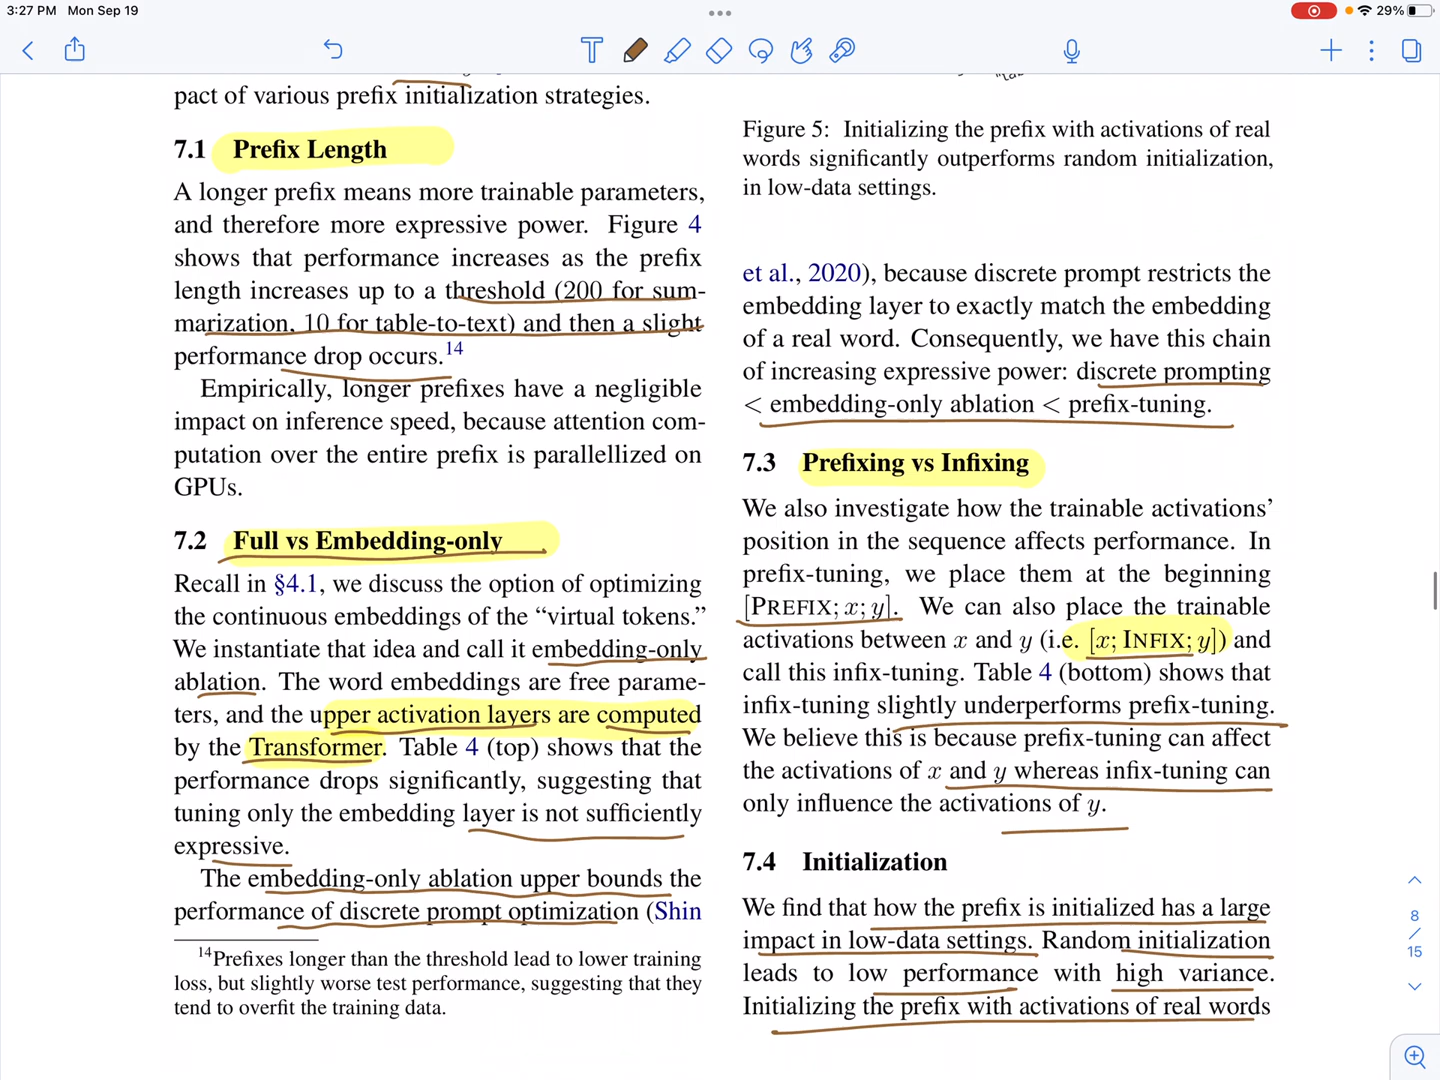 3:27 PM Mon Sep 19
29%
pact of various prefix initialization strategies.
7.1 Prefix Length
A longer prefix means more trainable parameters,
and therefore more expressive power. Figure 4
shows that performance increases as the prefix
length increases up to a threshold (200 for sum-
marization, 10 for table-to-text) and then a slight
performance drop occurs.14
Empirically, longer prefixes have a negligible
impact on inference speed, because attention com-
putation over the entire prefix is parallellized on
GPUs.
7.2 Full vs Embedding-only
Recall in §4.1, we discuss the option of optimizing
the continuous embeddings of the “virtual tokens.”
We instantiate that idea and call it embedding-only
ablation. The word embeddings are free parame-
ters, and the upper activation layers are computed
by the Transformer. Table 4 (top) shows that the
performance drops significantly, suggesting that
tuning only the embedding layer is not sufficiently
expressive.
The embedding-only ablation upper bounds the
performance of discrete prompt optimization (Shin
14Prefixes longer than the threshold lead to lower training
loss, but slightly worse test performance, suggesting that they
tend to overfit the training data.
Figure 5: Initializing the prefix with activations of real
words significantly outperforms random initialization,
in low-data settings.
et al., 2020), because discrete prompt restricts the
embedding layer to exactly match the embedding
of a real word. Consequently, we have this chain
of increasing expressive power: discrete prompting
< embedding-only ablation < prefix-tuning.
7.3 Prefixing vs Infixing
We also investigate how the trainable activations’
position in the sequence affects performance. In
prefix-tuning, we place them at the beginning
[PREFIX; x; y]. We can also place the trainable
activations between x and y (i.e. [x; INFIX; y]) and
call this infix-tuning. Table 4 (bottom) shows that
infix-tuning slightly underperforms prefix-tuning.
We believe this is because prefix-tuning can affect
the activations of x and y whereas infix-tuning can
only influence the activations of y.
7.4 Initialization
We find that how the prefix is initialized has a large
impact in low-data settings. Random initialization
leads to low performance with high variance.
Initializing the prefix with activations of real words
8
/
15